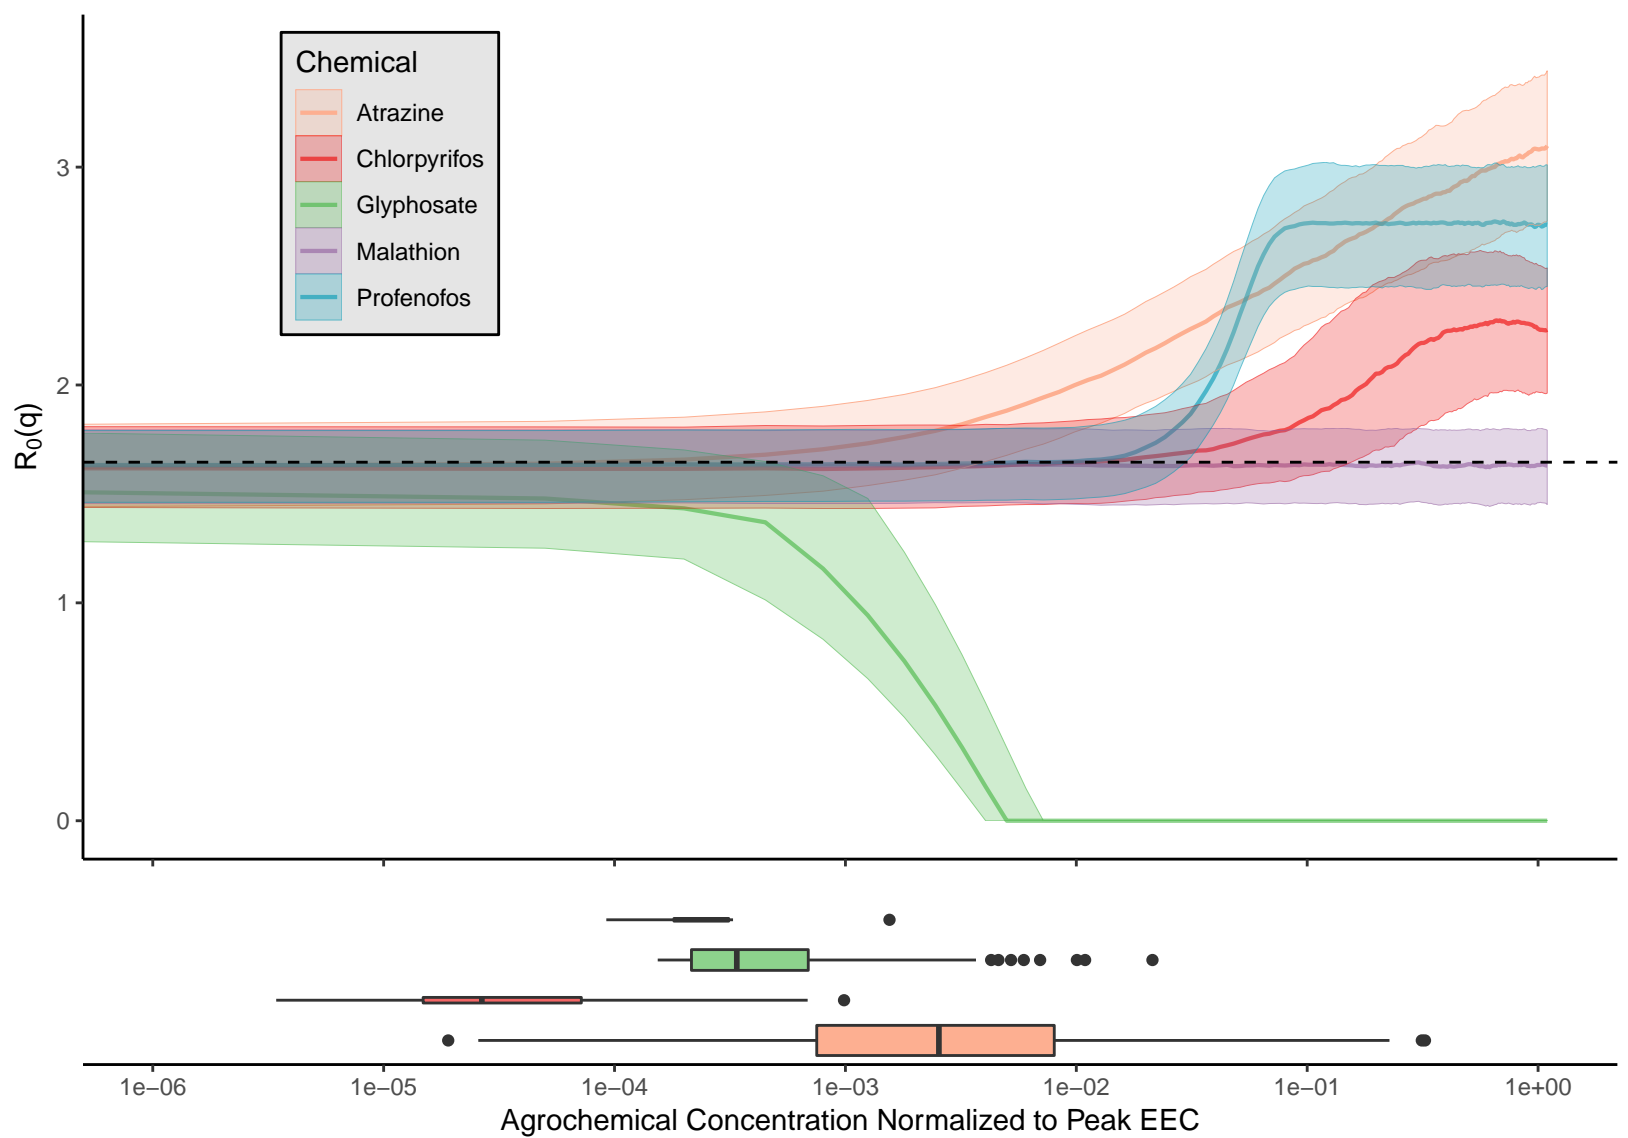 Chemical
Atrazine
Chlorpyrifos
Glyphosate
Malathion
Profenofos
R₀(q)
3
2
1
0
1e−06 1e−05 1e−04 1e−03 1e−02 1e−01 1e+00
Agrochemical Concentration Normalized to Peak EEC